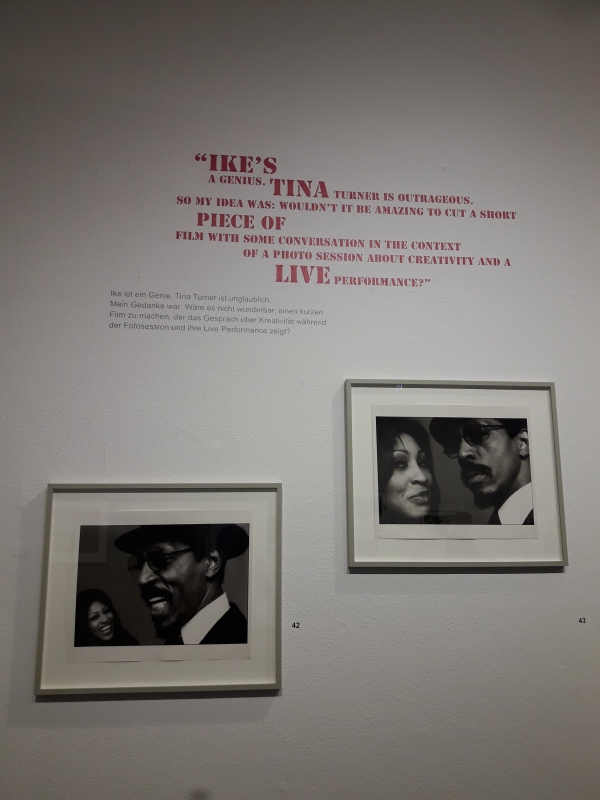 “IKE’S
A GENIUS. TINA TURNER IS OUTRAGEOUS.
SO MY IDEA WAS: WOULDN’T IT BE AMAZING TO CUT A SHORT
PIECE OF
FILM WITH SOME CONVERSATION IN THE CONTEXT
OF A PHOTO SESSION ABOUT CREATIVITY AND A
LIVE PERFORMANCE?”
Ike ist ein Genie. Tina Turner ist unglaublich.
Mein Gedanke war: Wäre es nicht wunderbar, einen kurzen
Film zu machen, der das Gespräch über Kreativität während
der Fotosession und ihre Live Performance zeigt?
42
43